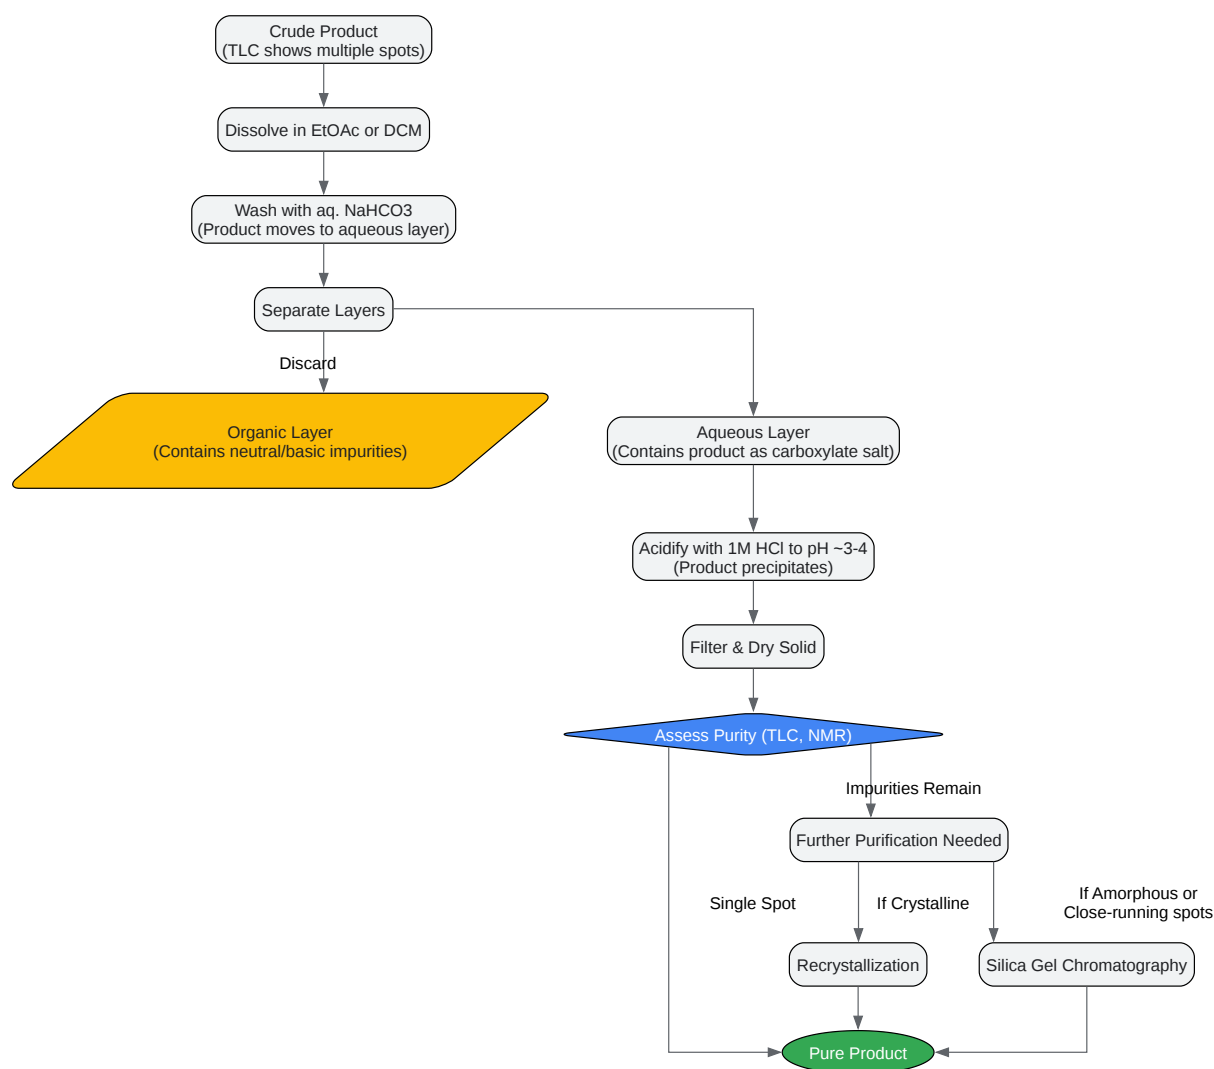 Crude Product
(TLC shows multiple spots)
Dissolve in EtOAc or DCM
Wash with aq. NaHCO3
(Product moves to aqueous layer)
Separate Layers
Discard
Organic Layer
(Contains neutral/basic impurities)
Aqueous Layer
(Contains product as carboxylate salt)
Acidify with 1M HCl to pH ~3-4
(Product precipitates)
Filter & Dry Solid
Assess Purity (TLC, NMR)
Impurities Remain
Further Purification Needed
Single Spot
If Crystalline
If Amorphous or
Close-running spots
Recrystallization
Silica Gel Chromatography
Pure Product